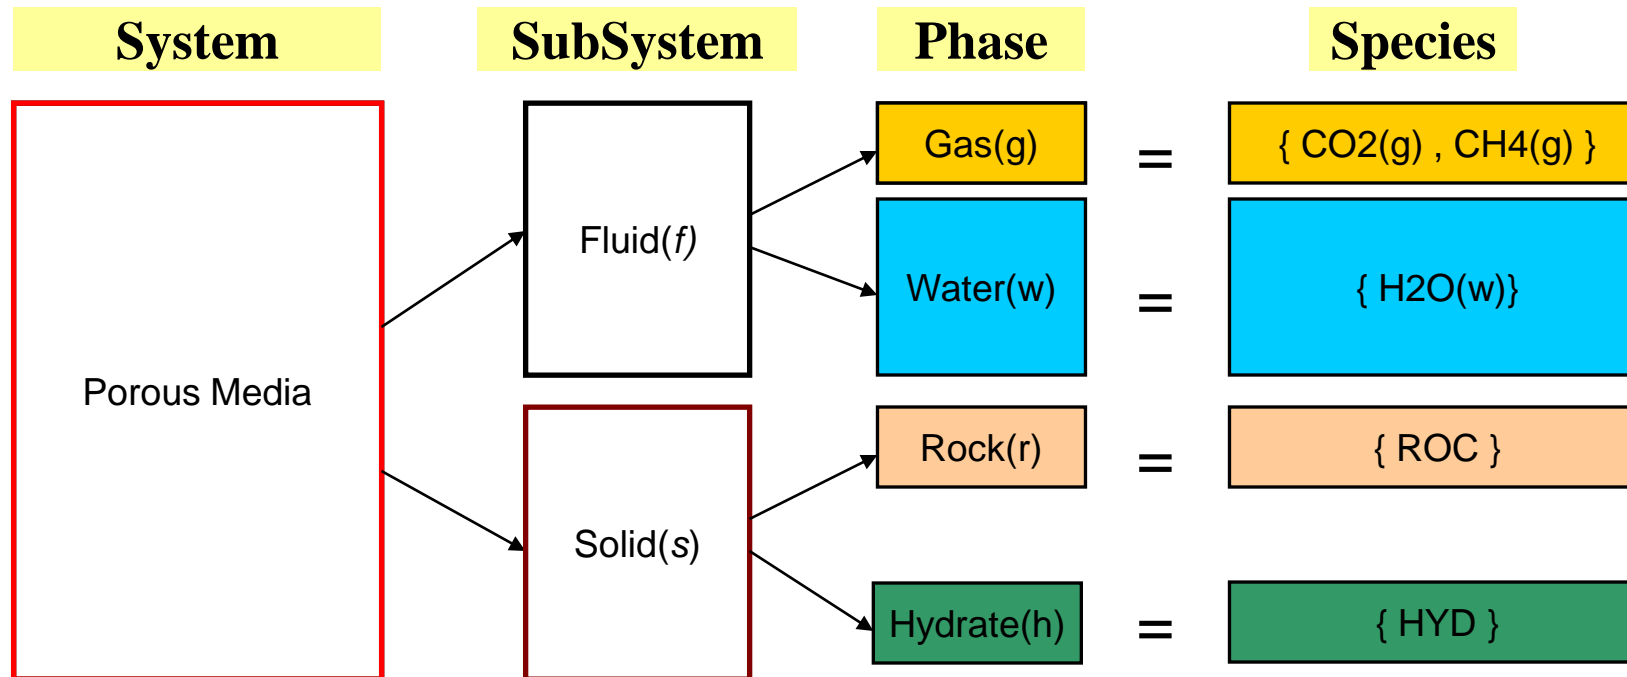 System SubSystem Phase Species
Gas(g) = { CO2(g) , CH4(g) }
Fluid(f)
Water(w) = { H2O(w)}
Porous Media
Rock(r) = { ROC }
Solid(s)
Hydrate(h) = { HYD }